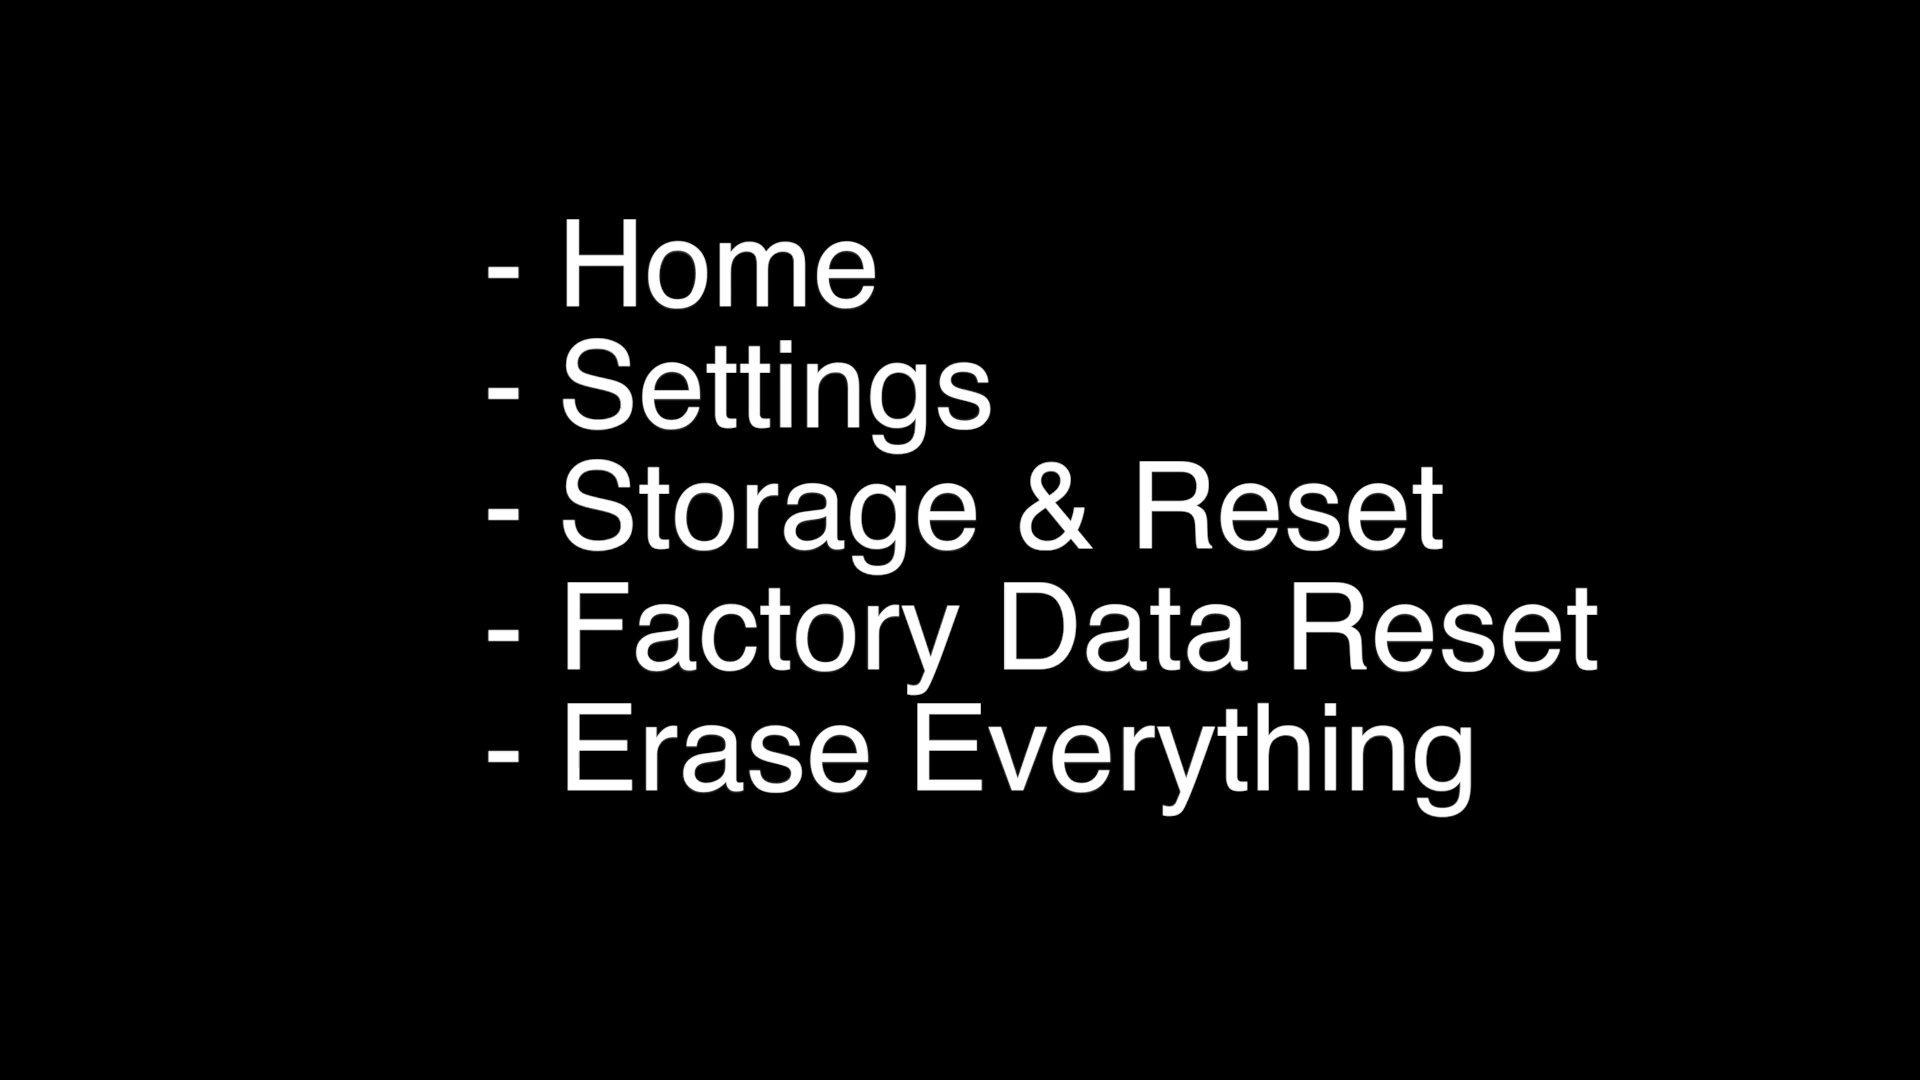 - Home
- Settings
- Storage & Reset
- Factory Data Reset
- Erase Everything